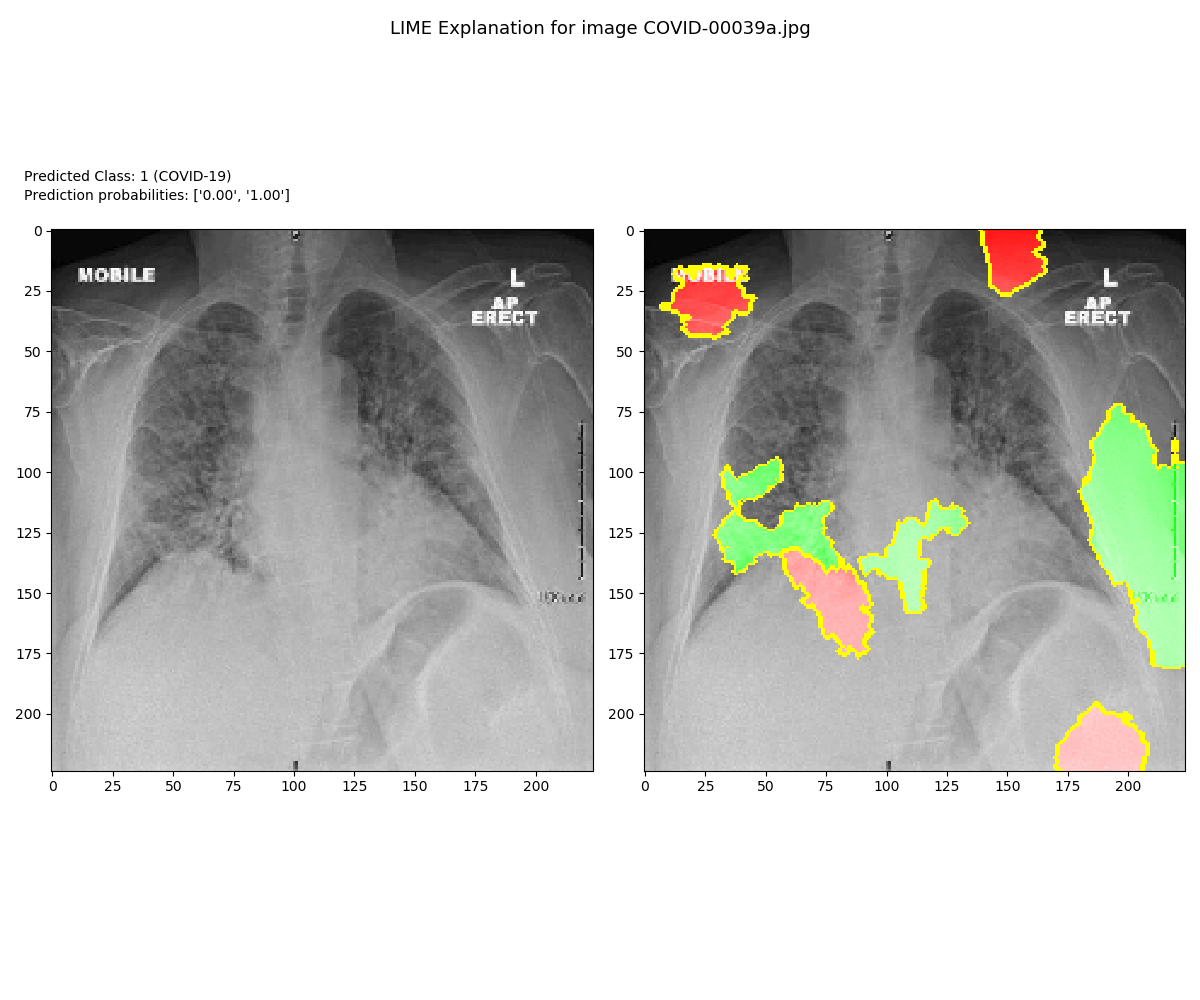 LIME Explanation for image COVID-00039a.jpg
Predicted Class: 1 (COVID-19)
Prediction probabilities: ['0.00', '1.00']
0
25
50
75
100
125
150
175
200
0 25 50 75 100 125 150 175 200
MOBILE
L
AP
ERECT
0
25
50
75
100
125
150
175
200
0 25 50 75 100 125 150 175 200
MOBILE
L
AP
ERECT